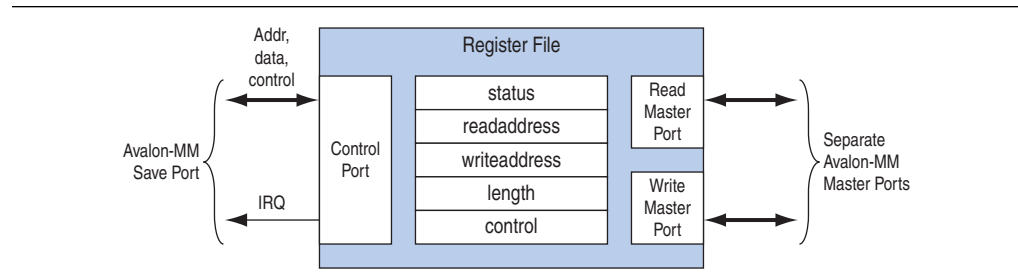 Register File
Addr,
data,
control
Avalon-MM
Save Port
IRQ
Control
Port
status
readaddress
writeaddress
length
control
Read
Master
Port
Write
Master
Port
Separate
Avalon-MM
Master Ports